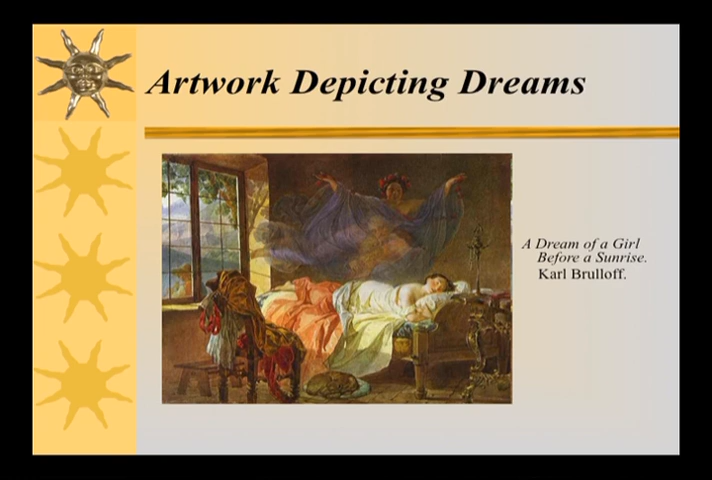 Artwork Depicting Dreams
A Dream of a Girl
Before a Sunrise.
Karl Brulloff.